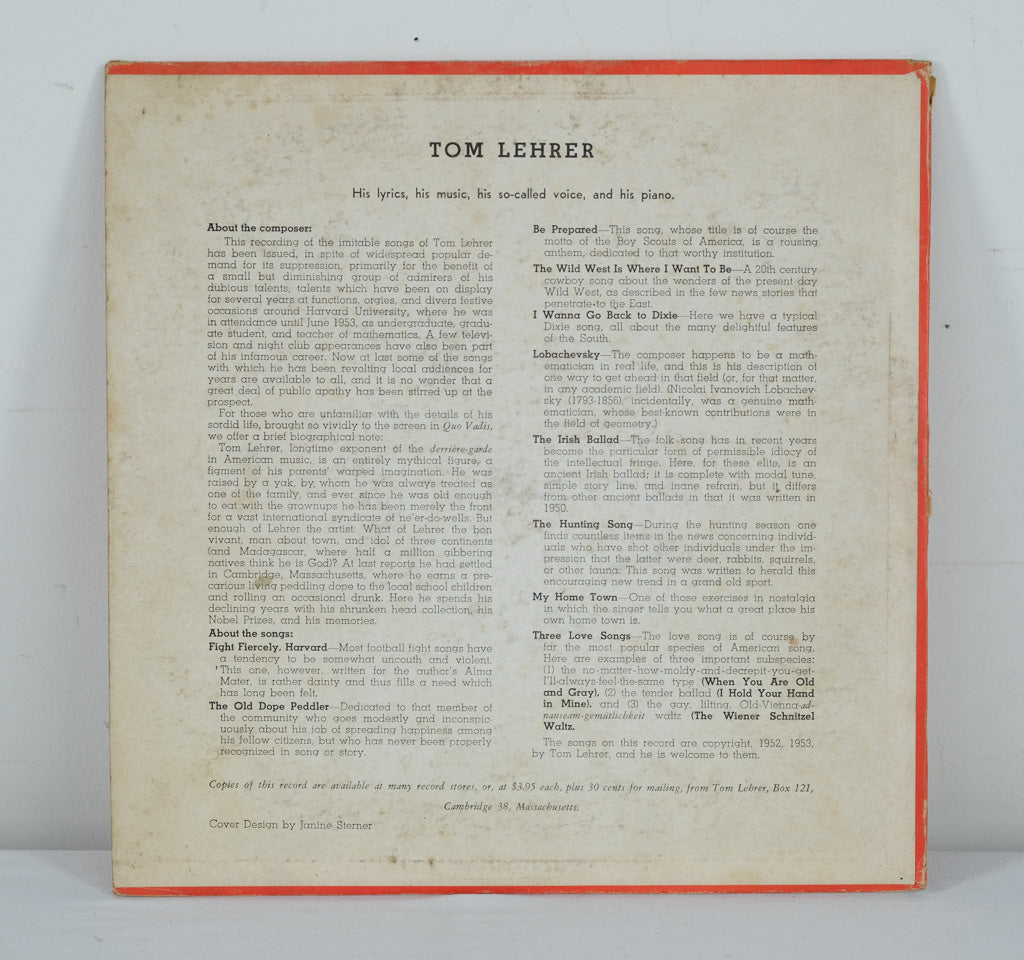 TOM LEHRER
His lyrics, his music, his so-called voice, and his piano.
About the composer:
This recording of the imitable songs of Tom Lehrer
has been issued, in spite of widespread popular de-
mand for its suppression, primarily for the benefit of
a small but diminishing group of admirers of his
dubious talents, talents which have been on display
for several years at functions, orgies, and divers festive
occasions around Harvard University, where he was
in attendance until June 1953, as undergraduate, gradu-
ate student, and teacher of mathematics. A few televi-
sion and night club appearances have also been part
of his infamous career. Now at last some of the songs
with which he has been revolting local audiences for
years are available to all, and it is no wonder that a
great deal of public apathy has been stirred up at the
prospect.
For those who are unfamiliar with the details of his
sordid life, brought so vividly to the screen in Quo Vadis,
we offer a brief biographical note:
Tom Lehrer, longtime exponent of the derrière-garde
in American music, is an entirely mythical figure, a
figment of his parents' warped imagination. He was
raised by a yak, by whom he was always treated as
one of the family, and ever since he was old enough
to eat with the grownups he has been merely the front
for a vast international syndicate of ne'er-do-wells. But
enough of Lehrer the artist. What of Lehrer the bon
vivant, man about town, and idol of three continents
(and Madagascar, where half a million gibbering
natives think he is God)? At last reports he had settled
in Cambridge, Massachusetts, where he earns a pre-
carious living peddling dope to the local school children
and rolling an occasional drunk. Here he spends his
declining years with his shrunken head collection, his
Nobel Prizes, and his memories.
About the songs:
Fight Fiercely, Harvard—Most football fight songs have
a tendency to be somewhat uncouth and violent.
This one, however, written for the author's Alma
Mater, is rather dainty and thus fills a need which
has long been felt.
The Old Dope Peddler—Dedicated to that member of
the community who goes modestly and inconspic-
uously about his job of spreading happiness among
his fellow citizens, but who has never been properly
recognized in song or story.
Be Prepared—This song, whose title is of course the
motto of the Boy Scouts of America, is a rousing
anthem, dedicated to that worthy institution.
The Wild West Is Where I Want To Be—A 20th century
cowboy song about the wonders of the present day
Wild West, as described in the few news stories that
penetrate to the East.
I Wanna Go Back to Dixie—Here we have a typical
Dixie song, all about the many delightful features
of the South.
Lobachevsky—The composer happens to be a math-
ematician in real life, and this is his description of
one way to get ahead in that field (or, for that matter,
in any academic field). (Nicolai Ivanovich Lobachev-
sky (1793-1856), incidentally, was a genuine math-
ematician, whose best-known contributions were in
the field of geometry.)
The Irish Ballad—The folk song has in recent years
become the particular form of permissible idiocy of
the intellectual fringe. Here, for these elite, is an
ancient Irish ballad; it is complete with modal tune,
simple story line, and inane refrain, but it differs
from other ancient ballads in that it was written in
1950.
The Hunting Song—During the hunting season one
finds countless items in the news concerning individ-
uals who have shot other individuals under the im-
pression that the latter were deer, rabbits, squirrels,
or other fauna. This song was written to herald this
encouraging new trend in a grand old sport.
My Home Town—One of those exercises in nostalgia
in which the singer tells you what a great place his
own home town is.
Three Love Songs—The love song is of course by
far the most popular species of American song.
Here are examples of three important subspecies:
(1) the no-matter-how-moldy-and-decrepit-you-get-
I'll-always-feel-the-same type (When You Are Old
and Gray), (2) the tender ballad (I Hold Your Hand
in Mine), and (3) the gay, lilting, Old-Vienna-ad-
nauseam-gemütlichkeit waltz (The Wiener Schnitzel
Waltz.
The songs on this record are copyright, 1952, 1953,
by Tom Lehrer, and he is welcome to them.
Copies of this record are available at many record stores, or, at $3.95 each, plus 30 cents for mailing, from Tom Lehrer, Box 121,
Cambridge 38, Massachusetts.
Cover Design by Janine Sterner